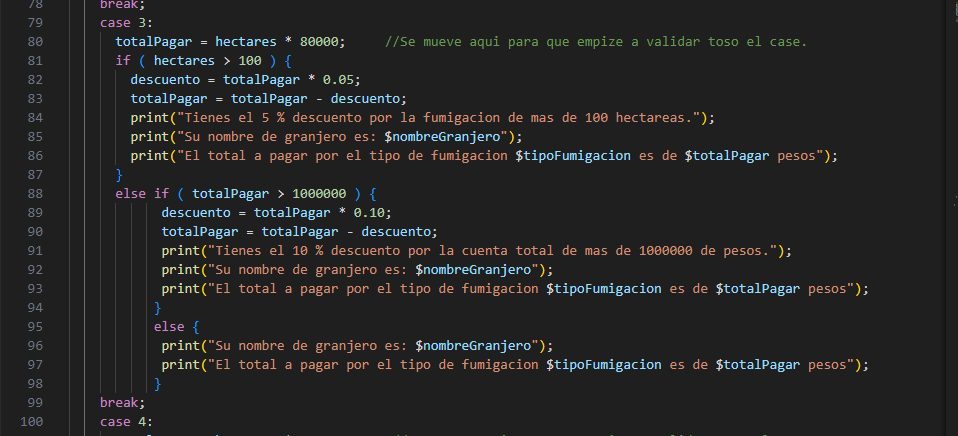 78 break;
79 case 3:
80 totalPagar = hectares * 80000; //Se mueve aqui para que empize a validar toso el case.
81 if ( hectares > 100 ) {
82 descuento = totalPagar * 0.05;
83 totalPagar = totalPagar - descuento;
84 print("Tienes el 5 % descuento por la fumigacion de mas de 100 hectareas.");
85 print("Su nombre de granjero es: $nombreGranjero");
86 print("El total a pagar por el tipo de fumigacion $tipoFumigacion es de $totalPagar pesos");
87 }
88 else if ( totalPagar > 1000000 ) {
89 descuento = totalPagar * 0.10;
90 totalPagar = totalPagar - descuento;
91 print("Tienes el 10 % descuento por la cuenta total de mas de 1000000 de pesos.");
92 print("Su nombre de granjero es: $nombreGranjero");
93 print("El total a pagar por el tipo de fumigacion $tipoFumigacion es de $totalPagar pesos");
94 }
95 else {
96 print("Su nombre de granjero es: $nombreGranjero");
97 print("El total a pagar por el tipo de fumigacion $tipoFumigacion es de $totalPagar pesos");
98 }
99 break;
100 case 4: